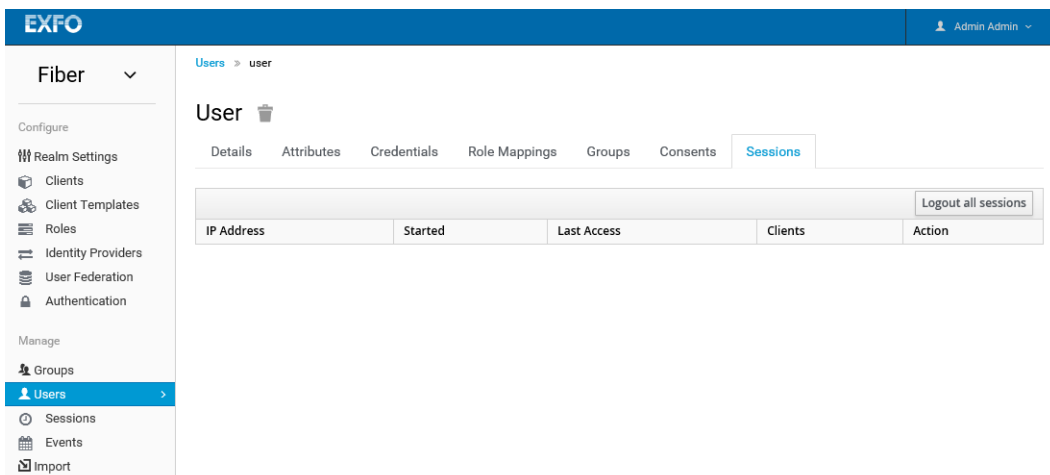 EXFO
Admin Admin
Fiber
Users » user
User
Configure
Details Attributes Credentials Role Mappings Groups Consents Sessions
Realm Settings
Clients
Client Templates
Roles
Identity Providers
User Federation
Authentication
Logout all sessions
IP Address Started Last Access Clients Action
Manage
Groups
Users
Sessions
Events
Import